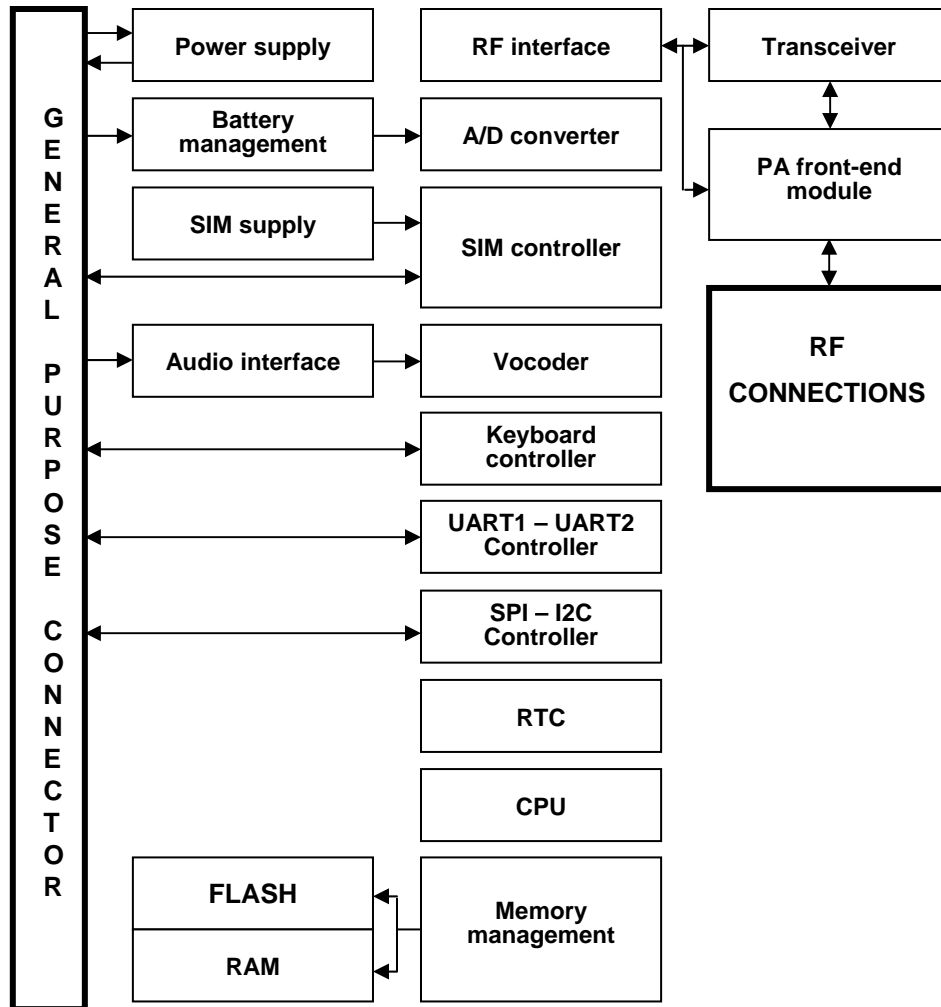 GENERAL PURPOSE CONNECTOR
Power supply
RF interface
Transceiver
Battery
management
A/D converter
PA front-end
module
SIM supply
SIM controller
RF
CONNECTIONS
Audio interface
Vocoder
Keyboard
controller
UART1 – UART2
Controller
SPI – I2C
Controller
RTC
CPU
FLASH
RAM
Memory
management